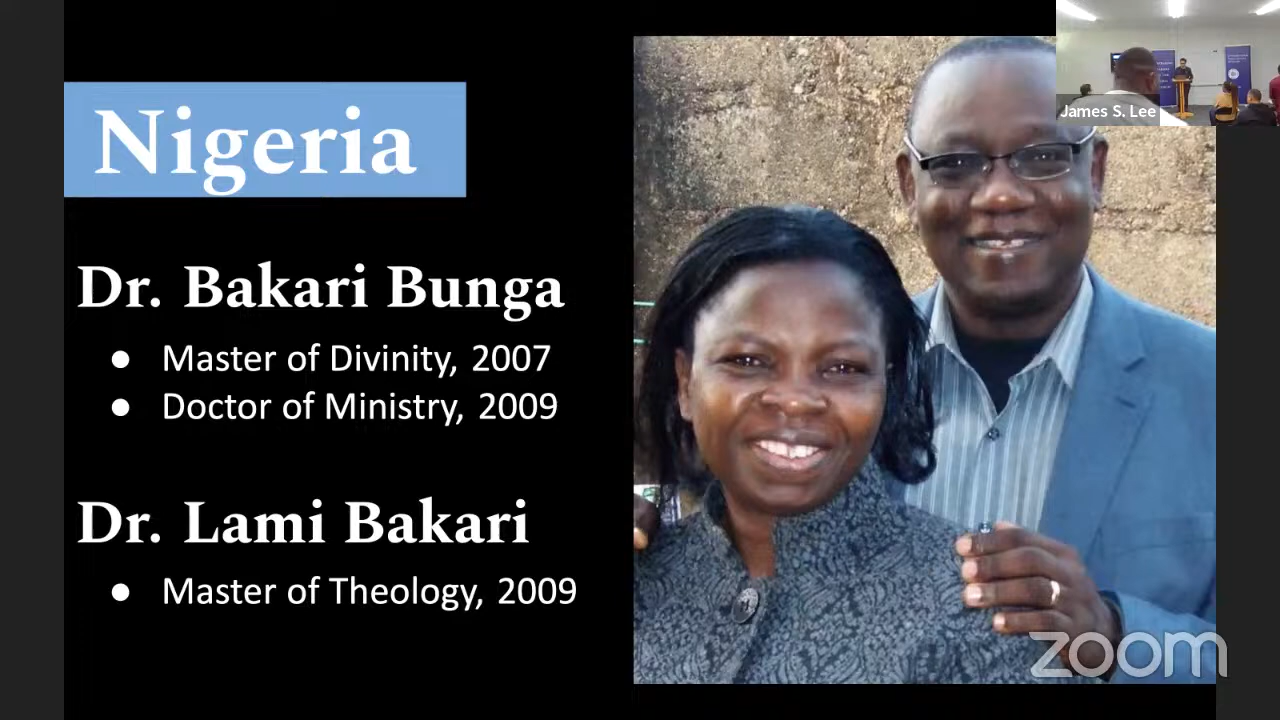 Nigeria
Dr. Bakari Bunga
● Master of Divinity, 2007
● Doctor of Ministry, 2009
Dr. Lami Bakari
● Master of Theology, 2009
James S. Lee
zoom